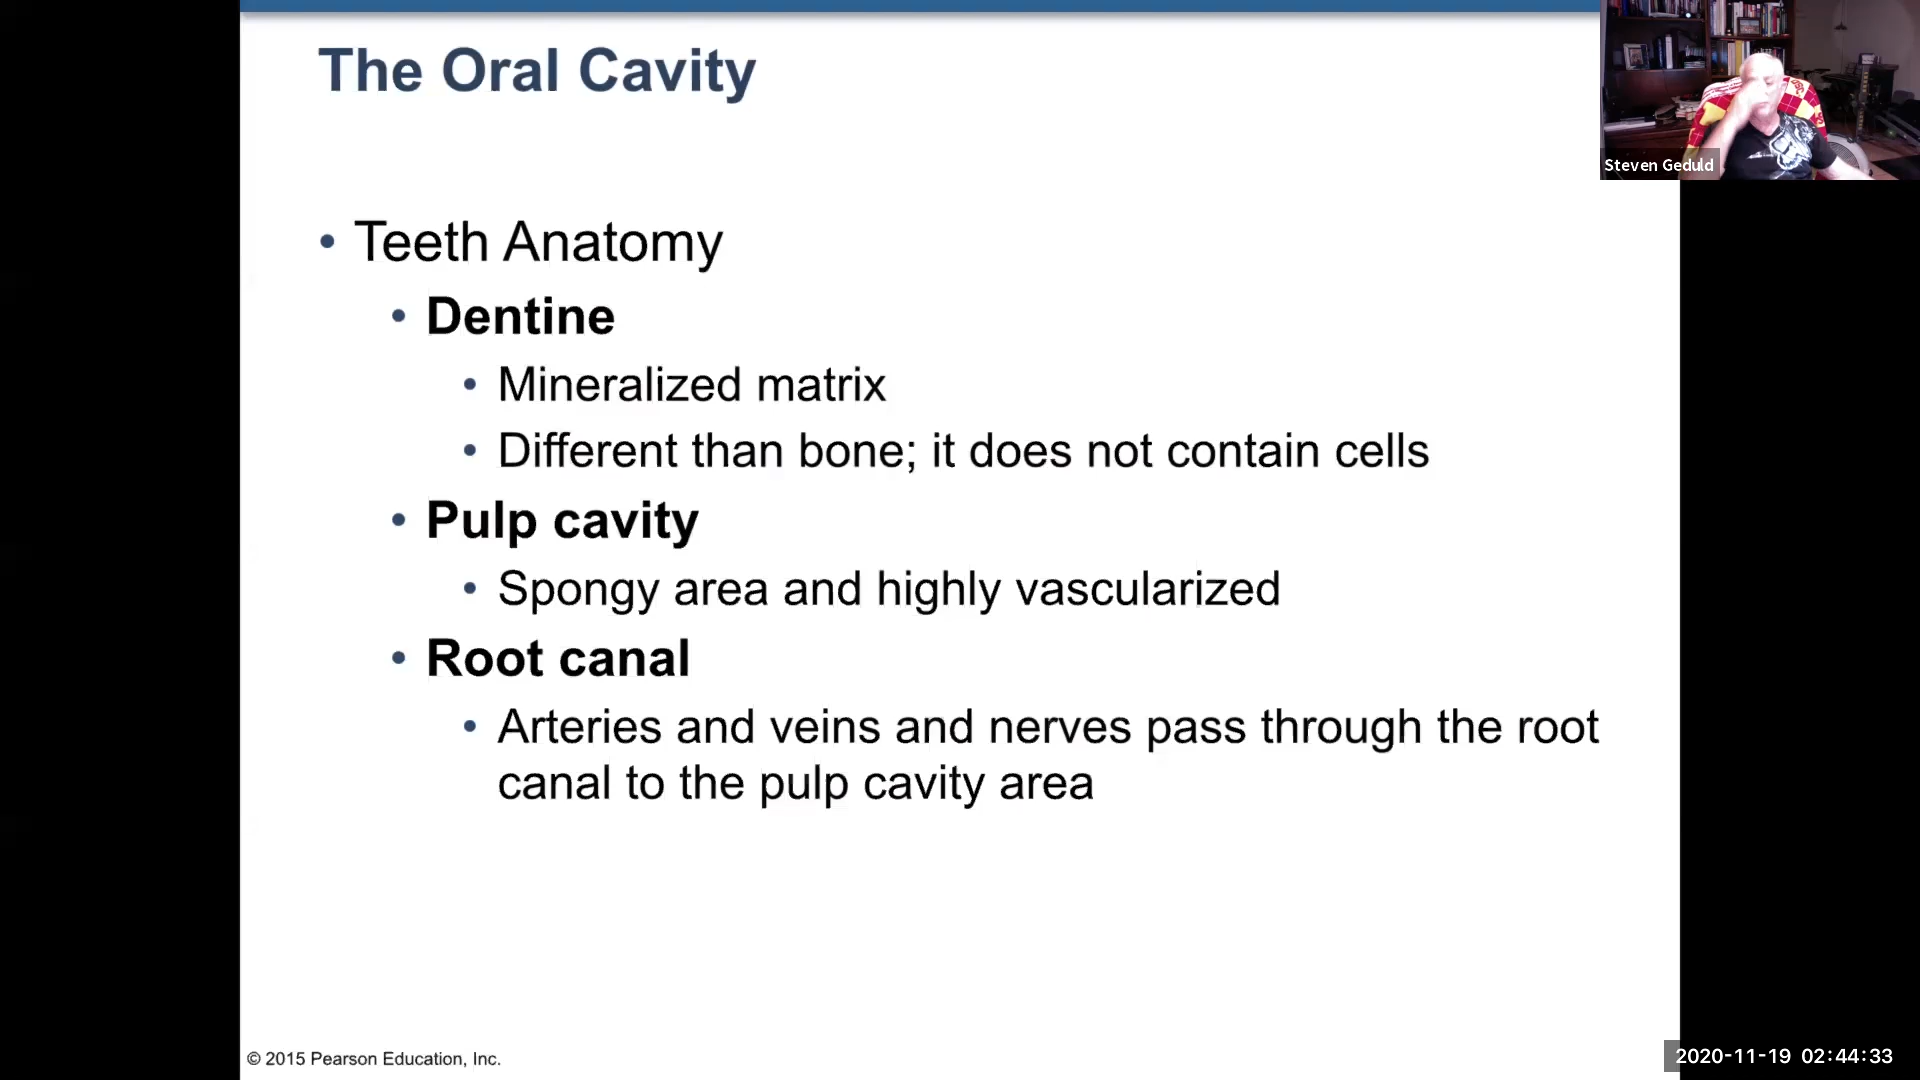 The Oral Cavity
Steven Geduld
• Teeth Anatomy
• Dentine
• Mineralized matrix
• Different than bone; it does not contain cells
• Pulp cavity
• Spongy area and highly vascularized
• Root canal
• Arteries and veins and nerves pass through the root
canal to the pulp cavity area
© 2015 Pearson Education, Inc.
2020-11-19 02:44:33